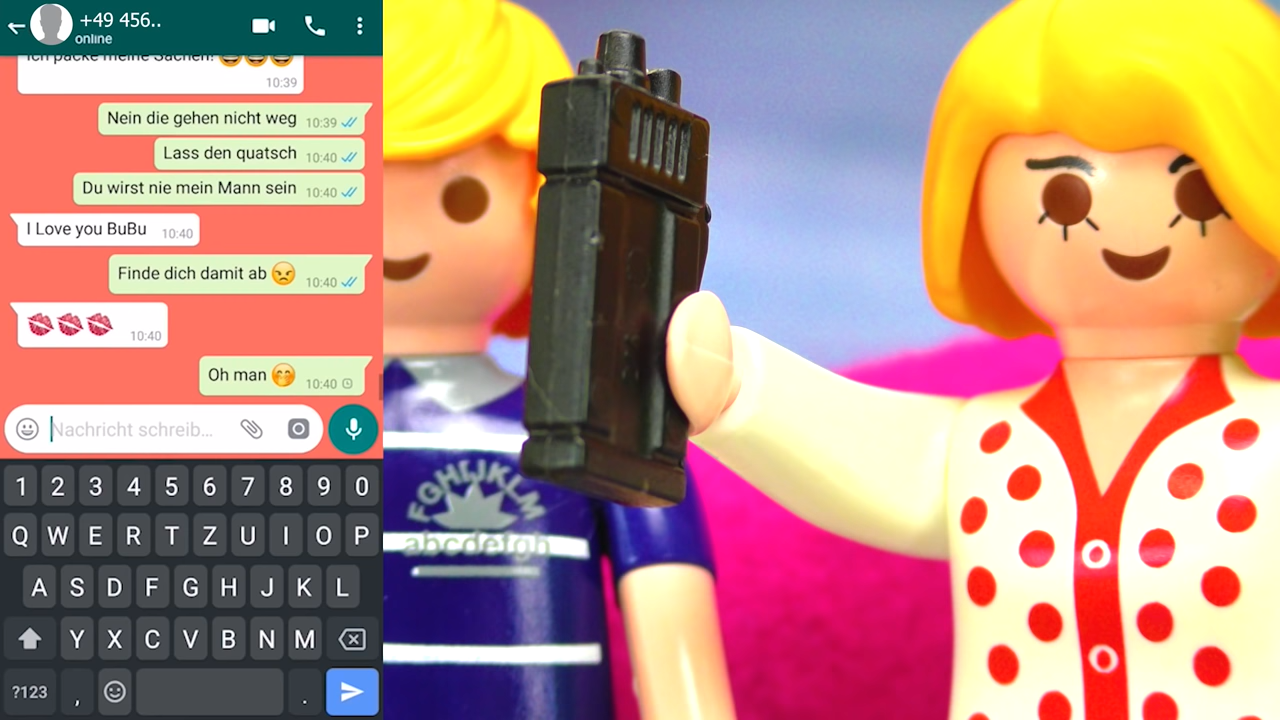 +49 456..
online
Ich packe meine Sachen! 😄😄😄
10:39
Nein die gehen nicht weg 10:39
Lass den quatsch 10:40
Du wirst nie mein Mann sein 10:40
I Love you BuBu 10:40
Finde dich damit ab 😠 10:40
💋💋💋 10:40
Oh man 🤭 10:40
Nachricht schreib...
1 2 3 4 5 6 7 8 9 0
Q W E R T Z U I O P
A S D F G H J K L
Y X C V B N M
?123 , .
FGHIJKLM
abcdefgh